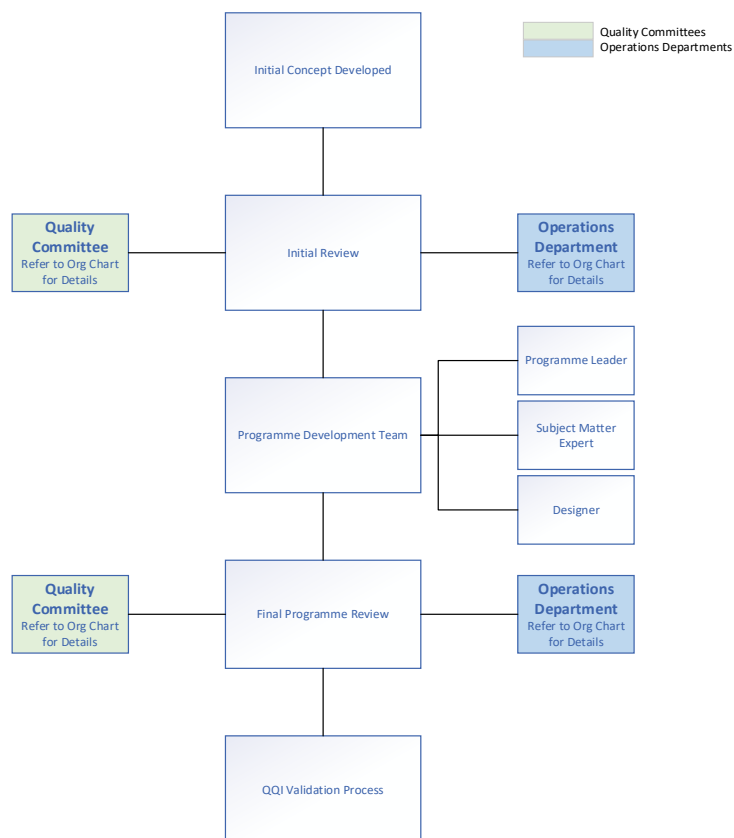 Quality Committees
Operations Departments
Initial Concept Developed
Quality
Committee
Refer to Org Chart
for Details
Initial Review
Operations
Department
Refer to Org Chart
for Details
Programme Development Team
Programme Leader
Subject Matter
Expert
Designer
Quality
Committee
Refer to Org Chart
for Details
Final Programme Review
Operations
Department
Refer to Org Chart
for Details
QQI Validation Process